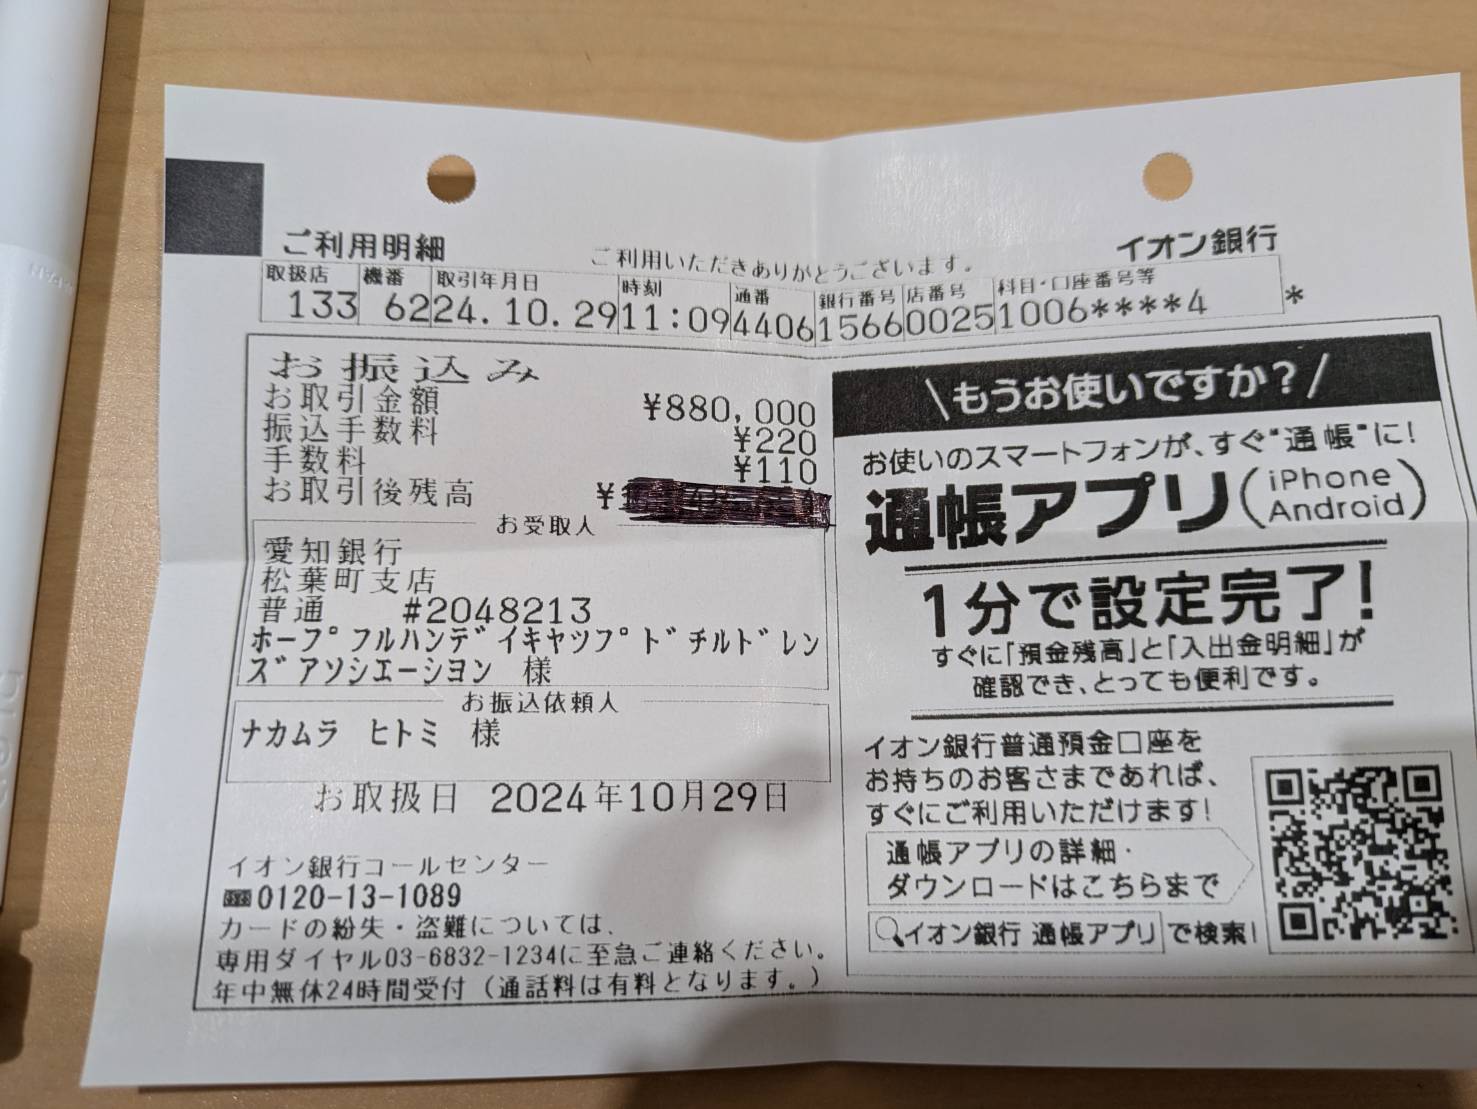 ご利用明細
ご利用いただきありがとうございます。
イオン銀行
取扱店 機番 取引年月日 時刻 通番 銀行番号 店番号 科目・口座番号等
133 62 24.10.29 11:09 4406 1566 0025 1006****4 *
お振込み
お取引金額 ¥880,000
振込手数料 ¥220
手数料 ¥110
お取引後残高 ¥
お受取人
愛知銀行
松葉町支店
普通 #2048213
ホープフルハンデイキヤツプドチルドレン
ズアソシエーシヨン 様
お振込依頼人
ナカムラ ヒトミ 様
お取扱日 2024年10月29日
イオン銀行コールセンター
0120-13-1089
カードの紛失・盗難については、
専用ダイヤル03-6832-1234に至急ご連絡ください。
年中無休24時間受付(通話料は有料となります。)
\もうお使いですか?/
お使いのスマートフォンが、すぐ"通帳"に!
通帳アプリ(iPhone Android)
1分で設定完了!
すぐに「預金残高」と「入出金明細」が
確認でき、とっても便利です。
イオン銀行普通預金口座を
お持ちのお客さまであれば、
すぐにご利用いただけます!
通帳アプリの詳細・
ダウンロードはこちらまで
イオン銀行 通帳アプリ で検索!